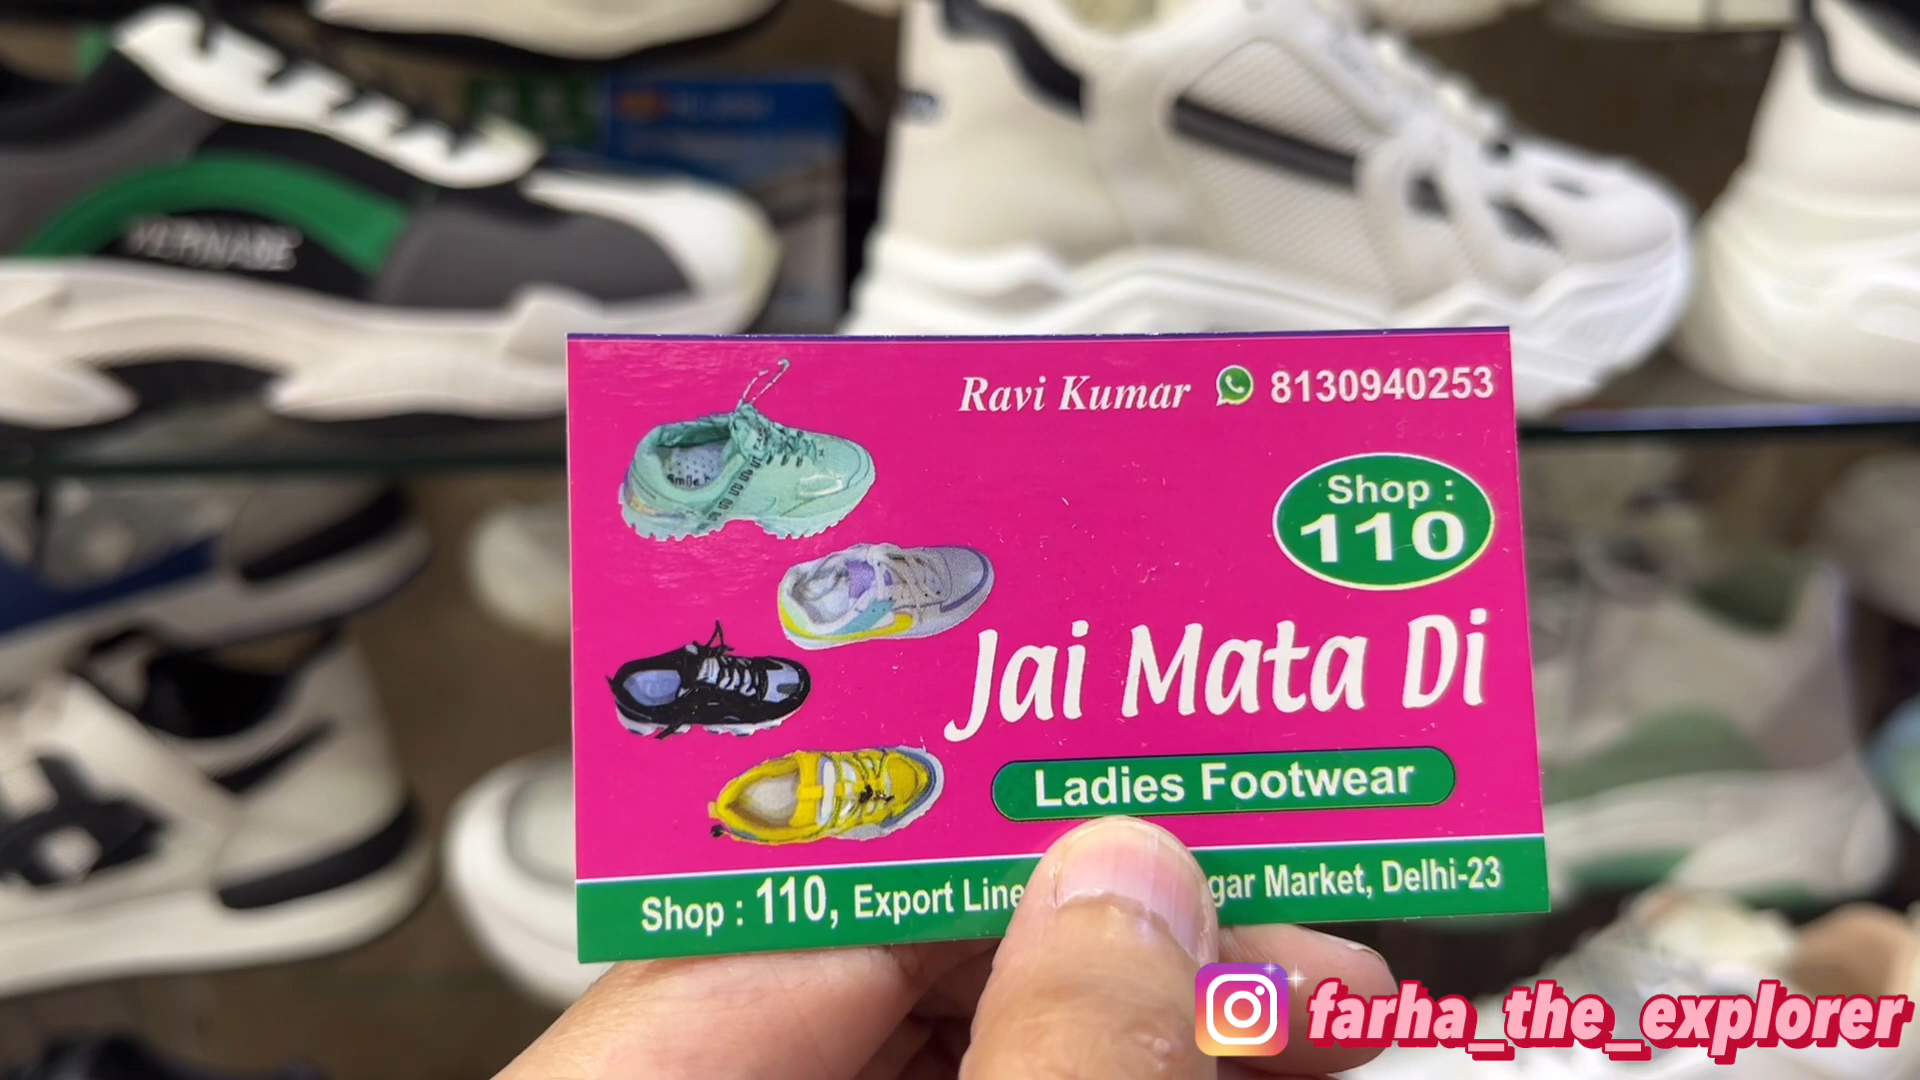 VERNABE
Ravi Kumar 8130940253
Shop :
110
Jai Mata Di
Ladies Footwear
Shop : 110, Export Line gar Market, Delhi-23
farha_the_explorer